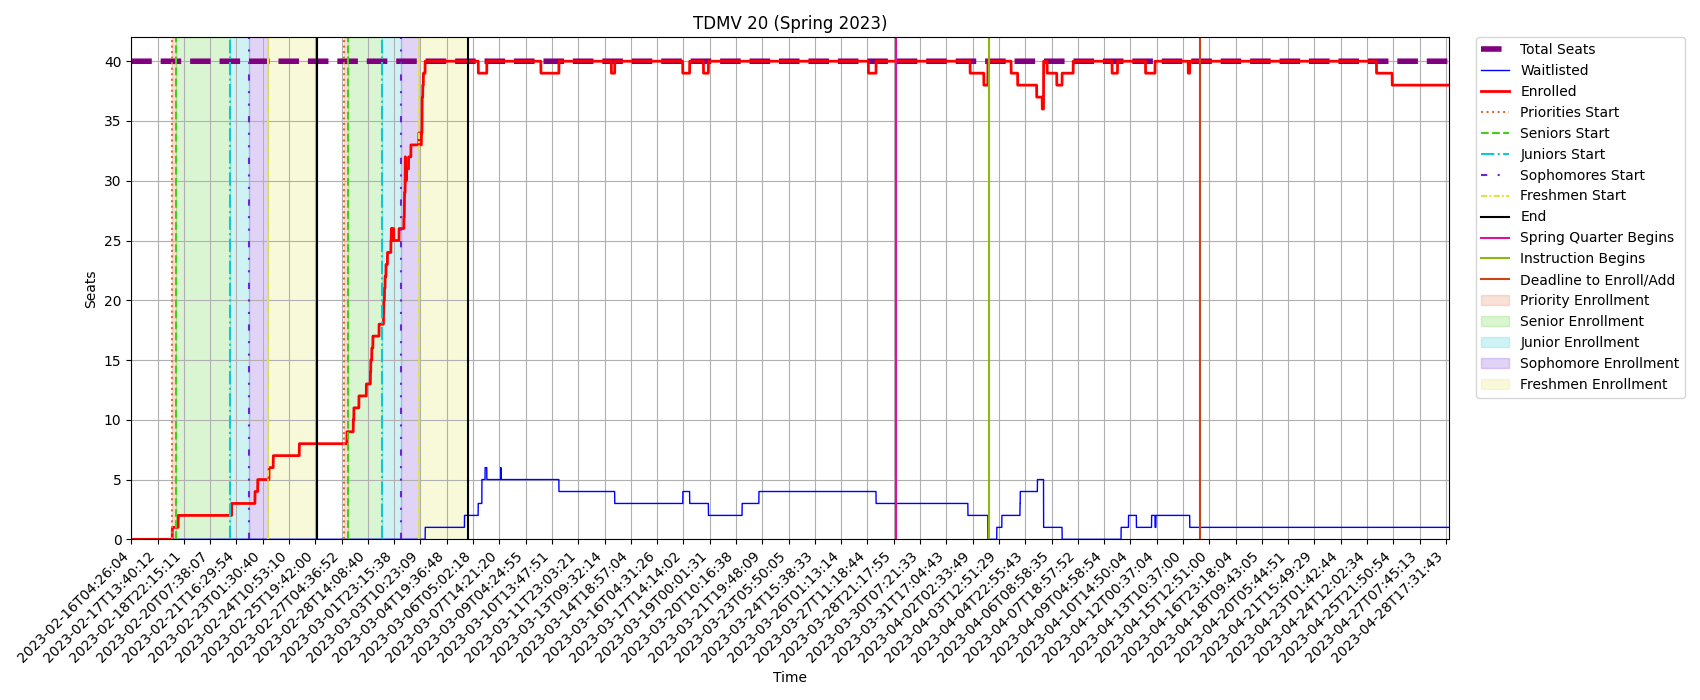 TDMV 20 (Spring 2023)
Seats
40
35
30
25
20
15
10
5
0
2023-02-16T04:26:04
2023-02-17T13:40:12
2023-02-18T22:15:11
2023-02-20T07:38:07
2023-02-21T16:29:54
2023-02-23T01:30:40
2023-02-24T10:53:10
2023-02-25T19:42:00
2023-02-27T04:36:52
2023-02-28T14:08:40
2023-03-01T23:15:38
2023-03-03T10:23:09
2023-03-04T19:36:48
2023-03-06T05:02:18
2023-03-07T14:21:20
2023-03-09T04:24:55
2023-03-10T13:47:51
2023-03-11T23:03:21
2023-03-13T09:32:14
2023-03-14T18:57:04
2023-03-16T04:31:26
2023-03-17T14:14:02
2023-03-19T00:01:31
2023-03-20T10:16:38
2023-03-21T19:48:09
2023-03-23T05:50:05
2023-03-24T15:38:33
2023-03-26T01:13:14
2023-03-27T11:18:44
2023-03-28T21:17:55
2023-03-30T07:21:33
2023-03-31T17:04:43
2023-04-02T02:33:49
2023-04-03T12:51:29
2023-04-04T22:55:43
2023-04-06T08:58:35
2023-04-07T18:57:52
2023-04-09T04:58:54
2023-04-10T14:50:04
2023-04-12T00:37:04
2023-04-13T10:37:00
2023-04-15T12:51:00
2023-04-16T23:18:04
2023-04-18T09:43:05
2023-04-20T05:44:51
2023-04-21T15:49:29
2023-04-23T01:42:44
2023-04-24T12:02:34
2023-04-25T21:50:54
2023-04-27T07:45:13
2023-04-28T17:31:43
Time
Total Seats
Waitlisted
Enrolled
Priorities Start
Seniors Start
Juniors Start
Sophomores Start
Freshmen Start
End
Spring Quarter Begins
Instruction Begins
Deadline to Enroll/Add
Priority Enrollment
Senior Enrollment
Junior Enrollment
Sophomore Enrollment
Freshmen Enrollment